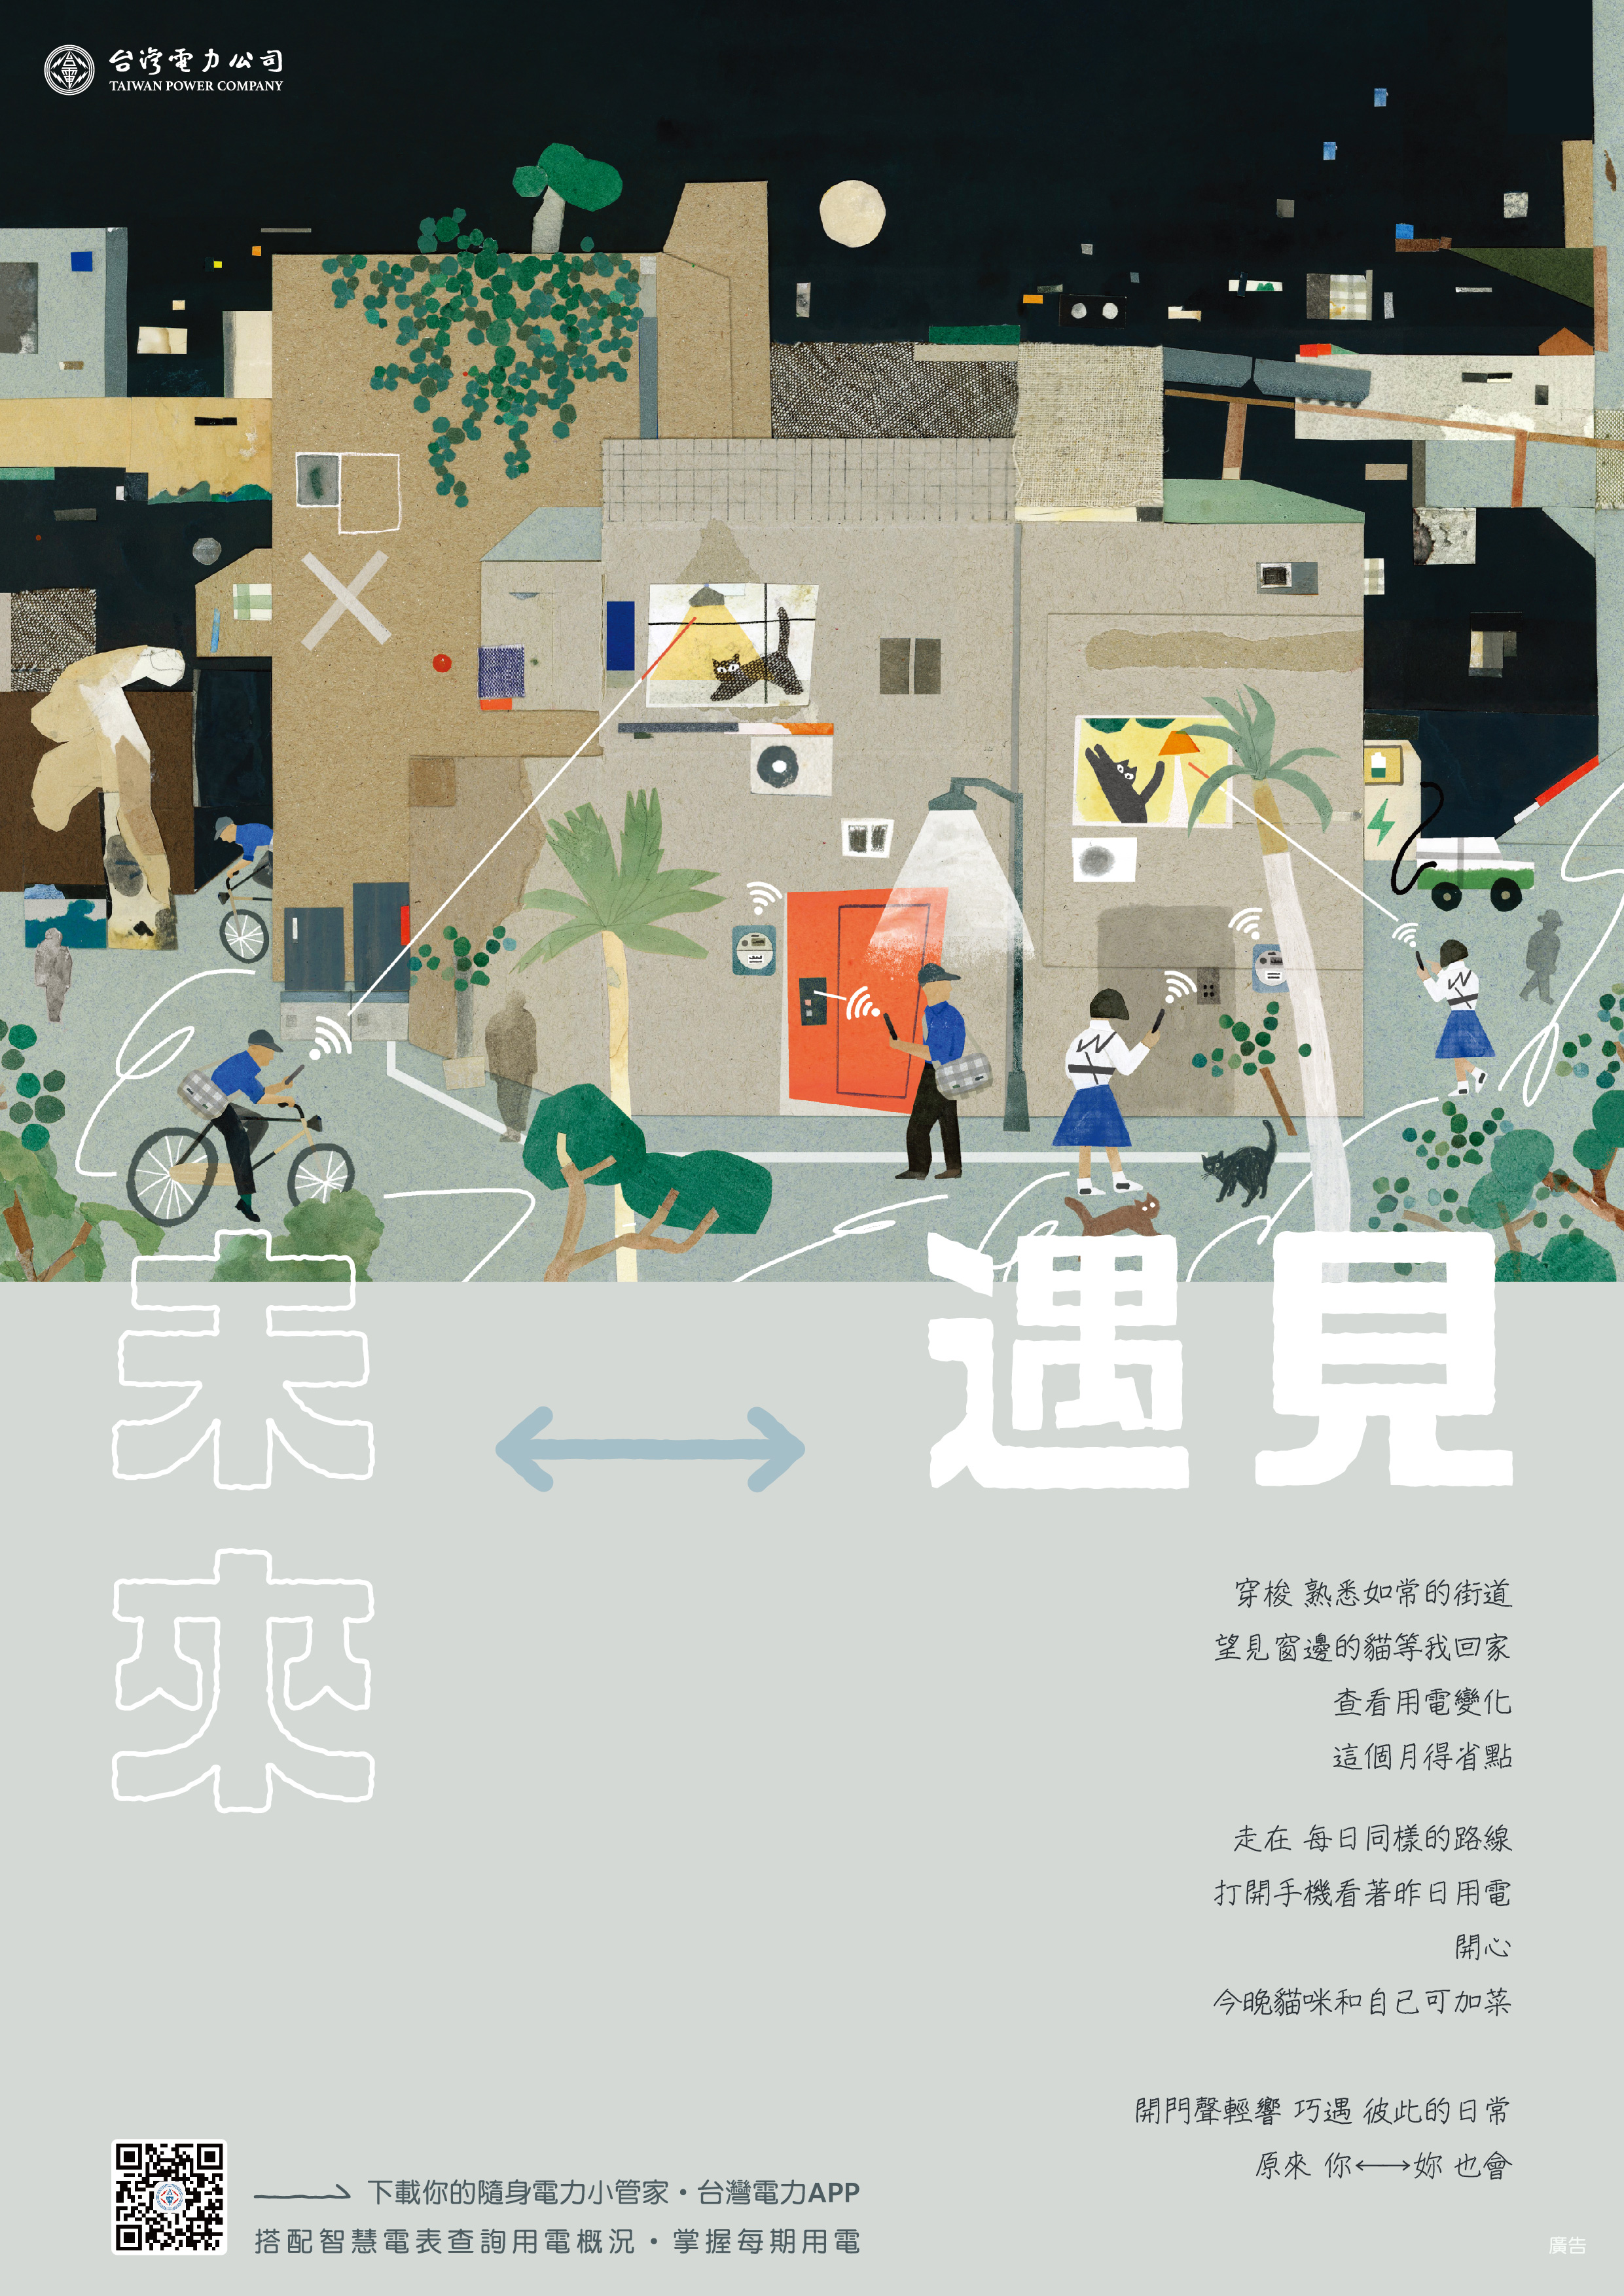 台灣電力公司
TAIWAN POWER COMPANY
遇見
未來
穿梭 熟悉如常的街道
望見窗邊的貓等我回家
查看用電變化
這個月得省點
走在 每日同樣的路線
打開手機看著昨日用電
開心
今晚貓咪和自己可加菜
開門聲輕響 巧遇 彼此的日常
原來 你⟷妳 也會
下載你的隨身電力小管家・台灣電力APP
搭配智慧電表查詢用電概況・掌握每期用電
廣告